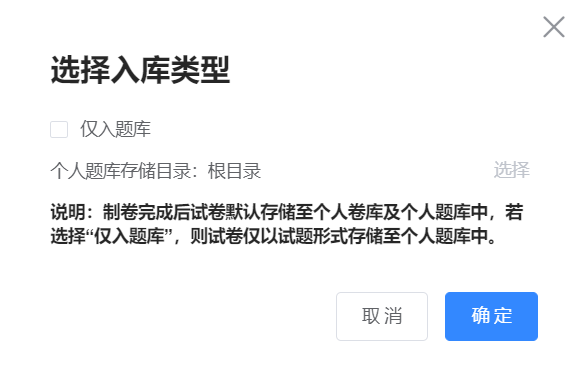 选择入库类型
仅入题库
个人题库存储目录：根目录 选择
说明：制卷完成后试卷默认存储至个人卷库及个人题库中，若
选择“仅入题库”，则试卷仅以试题形式存储至个人题库中。
取消 确定